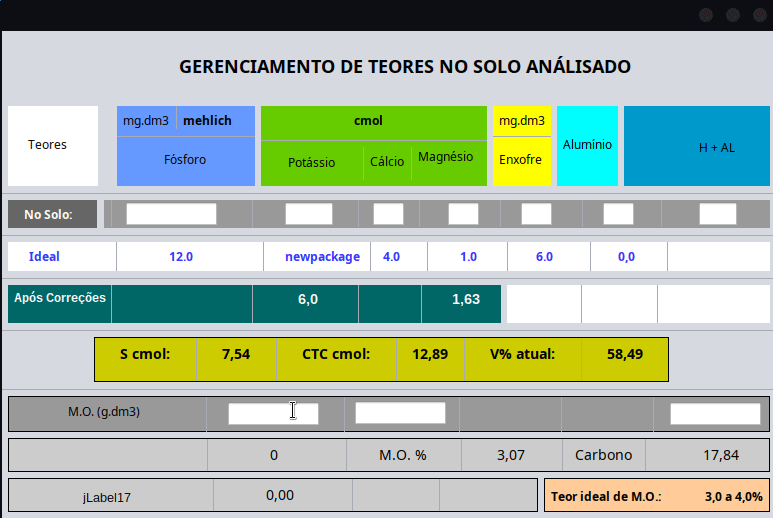 GERENCIAMENTO DE TEORES NO SOLO ANÁLISADO
mg.dm3 mehlich cmol mg.dm3
Teores Fósforo Potássio Cálcio Magnésio Enxofre Alumínio H + AL
No Solo:
Ideal 12.0 newpackage 4.0 1.0 6.0 0,0
Após Correções 6,0 1,63
S cmol: 7,54 CTC cmol: 12,89 V% atual: 58,49
M.O. (g.dm3)
0 M.O. % 3,07 Carbono 17,84
jLabel17 0,00 Teor ideal de M.O.: 3,0 a 4,0%